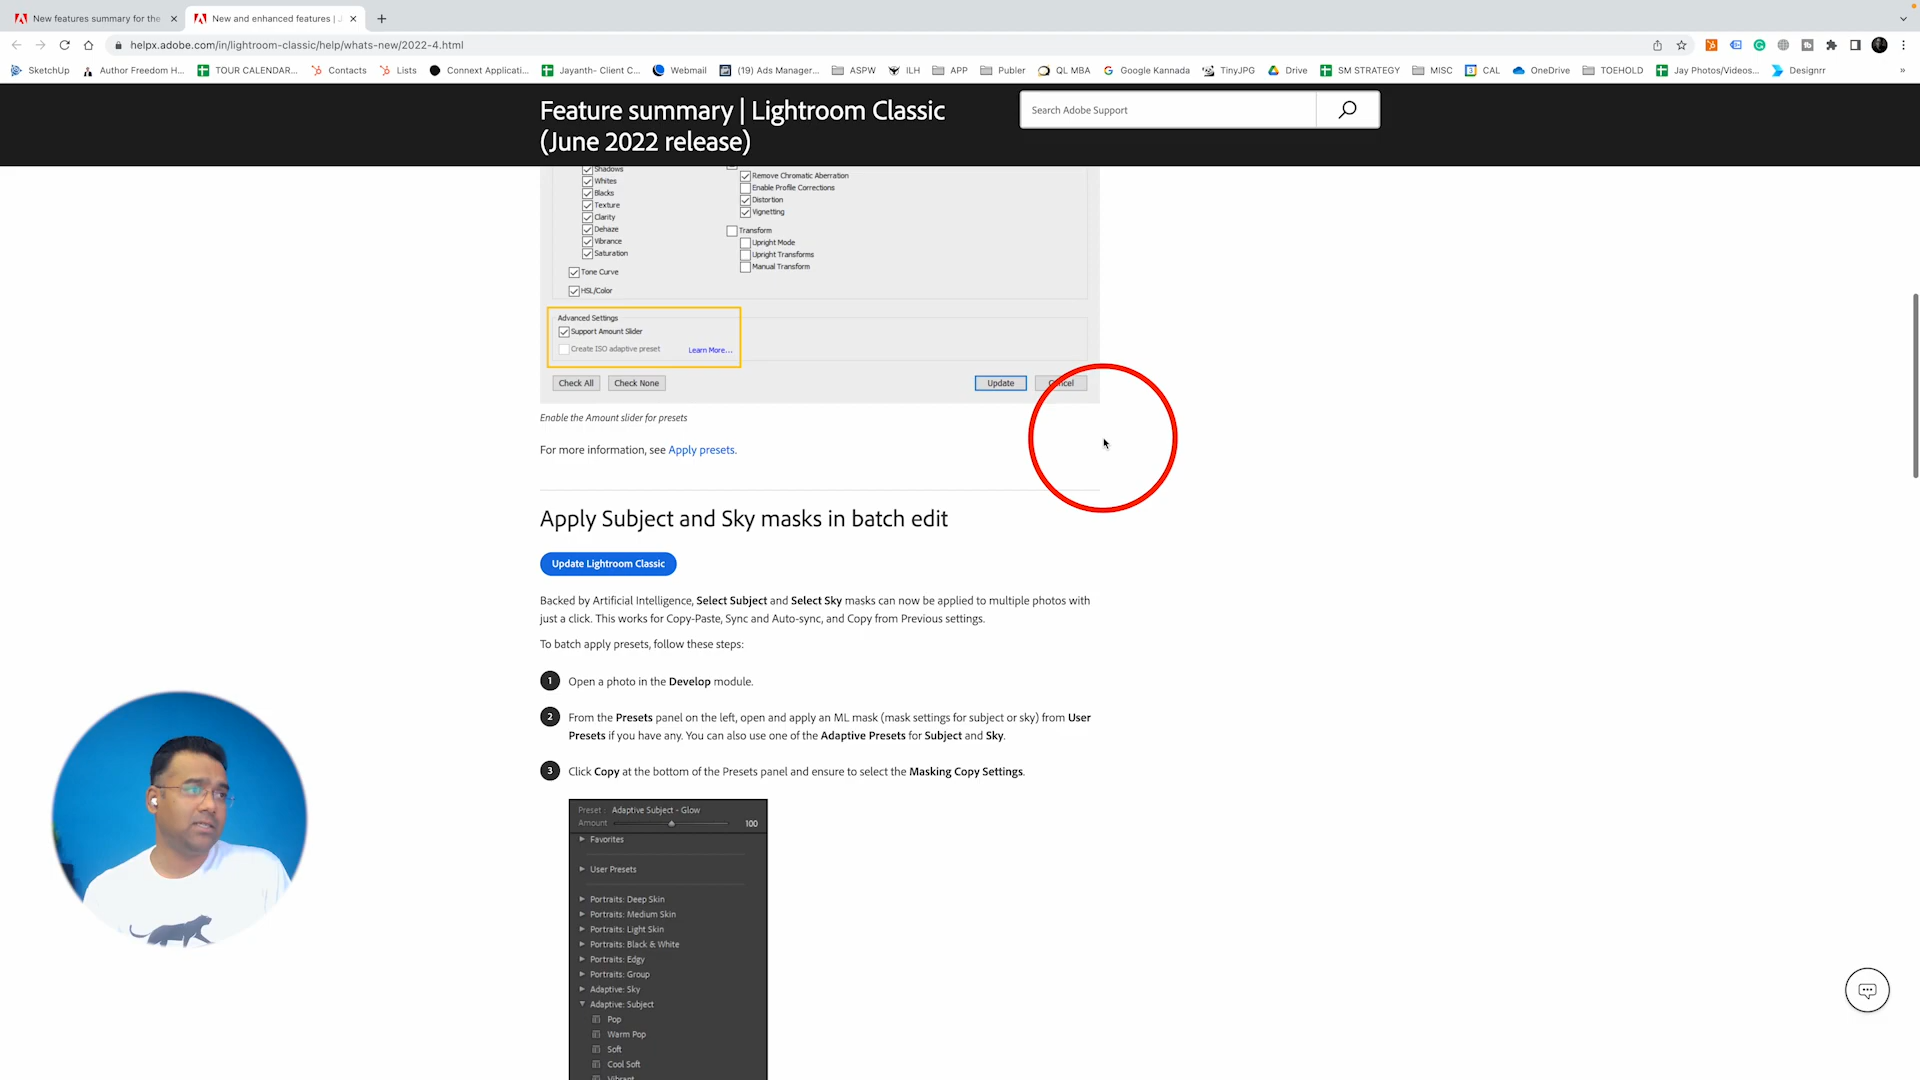 New features summary for the
New and enhanced features | J
helpx.adobe.com/in/lightroom-classic/help/whats-new/2022-4.html
SketchUp
Author Freedom H...
TOUR CALENDAR...
Contacts
Lists
Connext Applicati...
Jayanth- Client C...
Webmail
(19) Ads Manager...
ASPW
ILH
APP
Publer
QL MBA
Google Kannada
TinyJPG
Drive
SM STRATEGY
MISC
CAL
OneDrive
TOEHOLD
Jay Photos/Videos...
Designrr
»
Feature summary | Lightroom Classic
(June 2022 release)
Search Adobe Support
Shadows
Whites
Blacks
Texture
Clarity
Dehaze
Vibrance
Saturation
Tone Curve
HSL/Color
Remove Chromatic Aberration
Enable Profile Corrections
Distortion
Vignetting
Transform
Upright Mode
Upright Transforms
Manual Transform
Advanced Settings
Support Amount Slider
Create ISO adaptive preset
Learn More...
Check All
Check None
Update
Cancel
Enable the Amount slider for presets
For more information, see Apply presets.
Apply Subject and Sky masks in batch edit
Update Lightroom Classic
Backed by Artificial Intelligence, Select Subject and Select Sky masks can now be applied to multiple photos with
just a click. This works for Copy-Paste, Sync and Auto-sync, and Copy from Previous settings.
To batch apply presets, follow these steps:
1 Open a photo in the Develop module.
2 From the Presets panel on the left, open and apply an ML mask (mask settings for subject or sky) from User
Presets if you have any. You can also use one of the Adaptive Presets for Subject and Sky.
3 Click Copy at the bottom of the Presets panel and ensure to select the Masking Copy Settings.
Preset : Adaptive Subject - Glow
Amount 100
Favorites
User Presets
Portraits: Deep Skin
Portraits: Medium Skin
Portraits: Light Skin
Portraits: Black & White
Portraits: Edgy
Portraits: Group
Adaptive: Sky
Adaptive: Subject
Pop
Warm Pop
Soft
Cool Soft
Vibrant